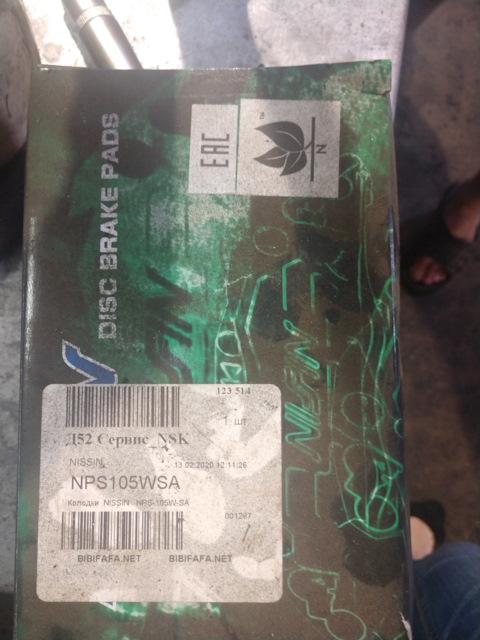 EAC
N
DISC BRAKE PADS
123 514
1 шт
Д52 Сервис_NSK
NISSIN
13.02.2020 12:11:26
NPS105WSA
Колодки NISSIN NPS-105W-SA
001267
BIBIFAFA.NET BIBIFAFA.NET